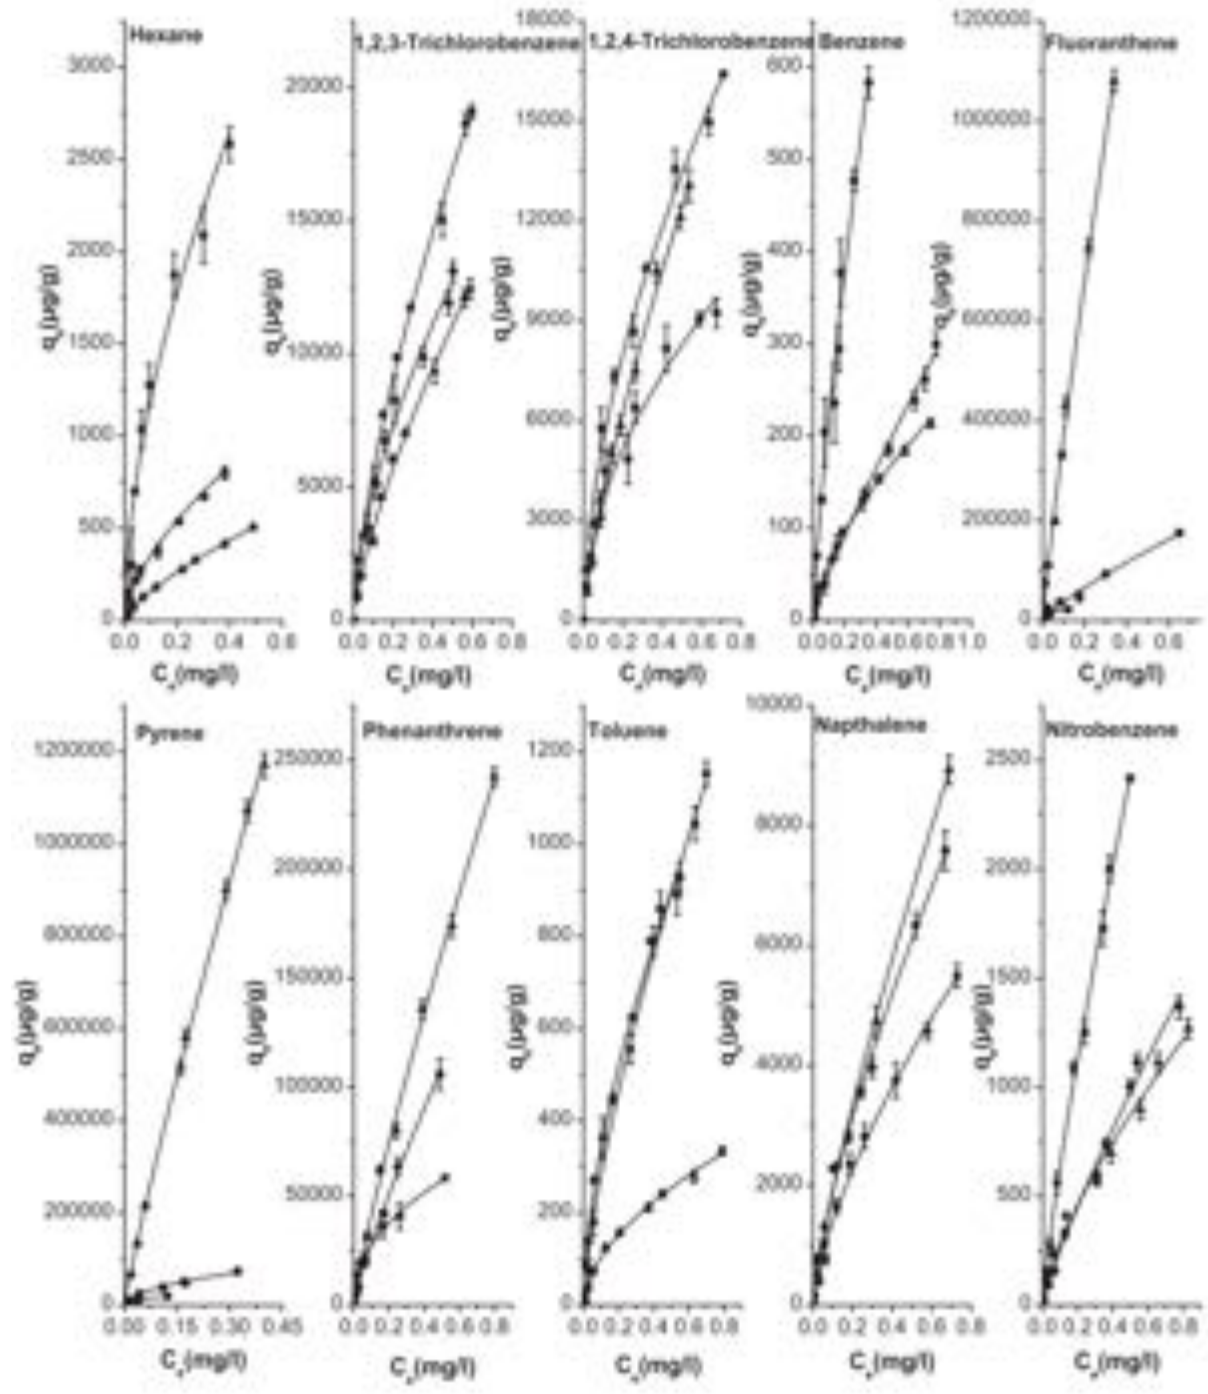 Hexane
3000
2500
2000
1500
1000
500
0
qₑ(μg/g)
0.0 0.2 0.4 0.6
Cₑ(mg/l)
1,2,3-Trichlorobenzene
20000
15000
10000
5000
0
qₑ(μg/g)
0.0 0.2 0.4 0.6 0.8
Cₑ(mg/l)
1,2,4-Trichlorobenzene
18000
15000
12000
9000
6000
3000
0
qₑ(μg/g)
0.0 0.2 0.4 0.6 0.8
Cₑ(mg/l)
Benzene
600
500
400
300
200
100
0
qₑ(μg/g)
0.0 0.2 0.4 0.6 0.8 1.0
Cₑ(mg/l)
Fluoranthene
1200000
1000000
800000
600000
400000
200000
0
qₑ(μg/g)
0.0 0.2 0.4 0.6
Cₑ(mg/l)
Pyrene
1200000
1000000
800000
600000
400000
200000
0
qₑ(μg/g)
0.00 0.15 0.30 0.45
Cₑ(mg/l)
Phenanthrene
250000
200000
150000
100000
50000
0
qₑ(μg/g)
0.0 0.2 0.4 0.6 0.8
Cₑ(mg/l)
Toluene
1200
1000
800
600
400
200
0
qₑ(μg/g)
0.0 0.2 0.4 0.6 0.8
Cₑ(mg/l)
Napthalene
10000
8000
6000
4000
2000
0
qₑ(μg/g)
0.0 0.2 0.4 0.6 0.8
Cₑ(mg/l)
Nitrobenzene
2500
2000
1500
1000
500
0
qₑ(μg/g)
0.0 0.2 0.4 0.6 0.8
Cₑ(mg/l)